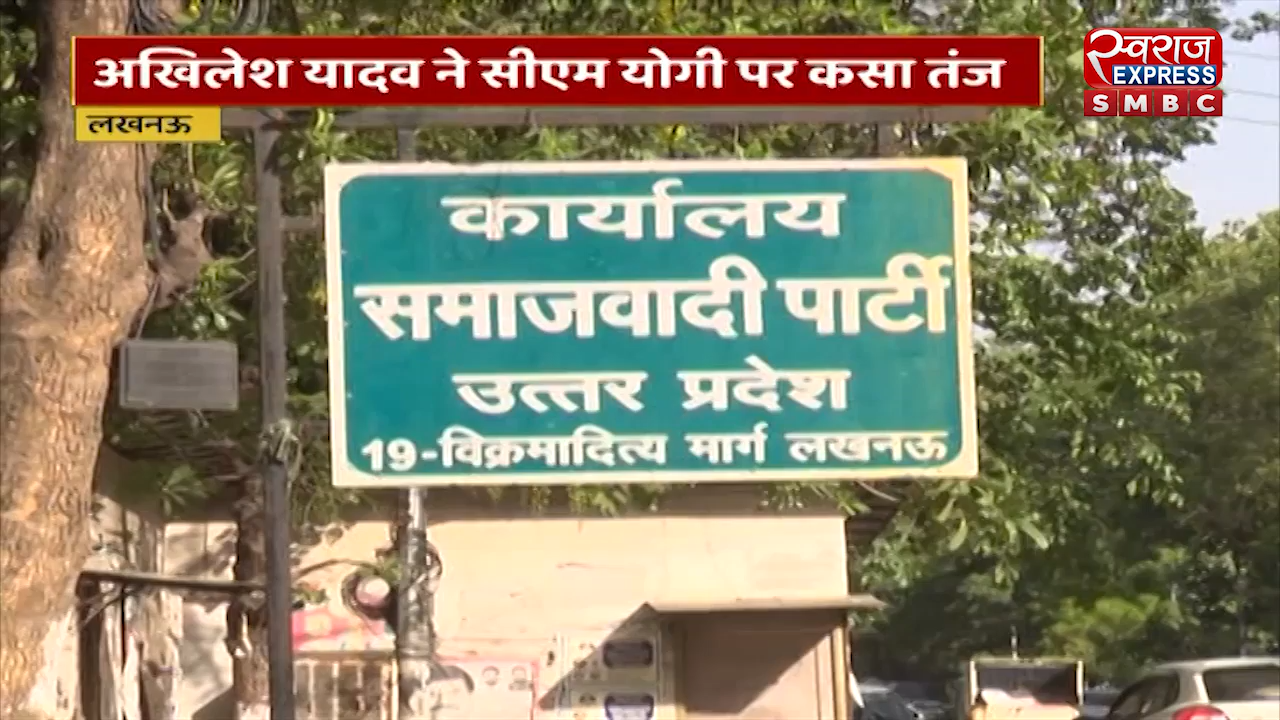 अखिलेश यादव ने सीएम योगी पर कसा तंज
स्वराज
EXPRESS
SMBC
लखनऊ
कार्यालय
समाजवादी पार्टी
उत्तर प्रदेश
19-विक्रमादित्य मार्ग लखनऊ